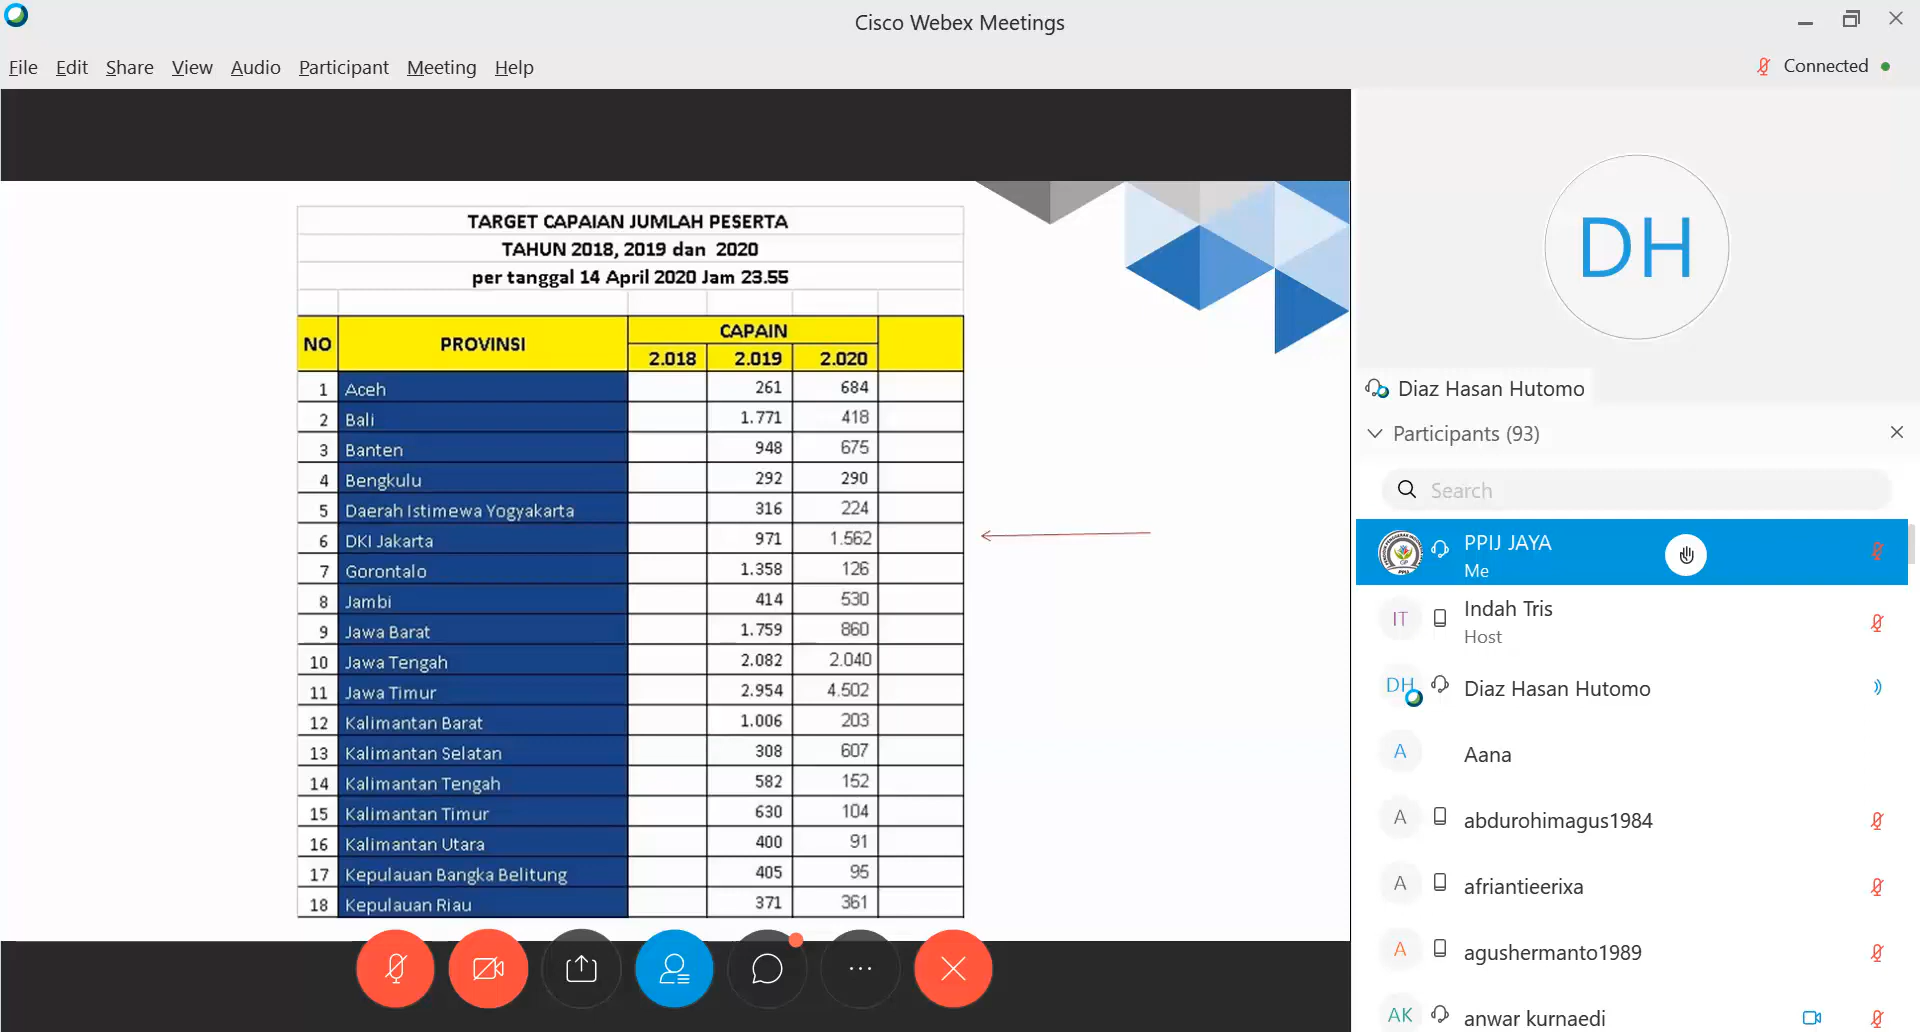 Cisco Webex Meetings
File Edit Share View Audio Participant Meeting Help
Connected
TARGET CAPAIAN JUMLAH PESERTA
TAHUN 2018, 2019 dan 2020
per tanggal 14 April 2020 Jam 23.55
NO PROVINSI CAPAIN
2.018 2.019 2.020
1 Aceh 261 684
2 Bali 1.771 418
3 Banten 948 675
4 Bengkulu 292 290
5 Daerah Istimewa Yogyakarta 316 224
6 DKI Jakarta 971 1.562
7 Gorontalo 1.358 126
8 Jambi 414 530
9 Jawa Barat 1.759 860
10 Jawa Tengah 2.082 2.040
11 Jawa Timur 2.954 4.502
12 Kalimantan Barat 1.006 203
13 Kalimantan Selatan 308 607
14 Kalimantan Tengah 582 152
15 Kalimantan Timur 630 104
16 Kalimantan Utara 400 91
17 Kepulauan Bangka Belitung 405 95
18 Kepulauan Riau 371 361
DH
Diaz Hasan Hutomo
Participants (93)
Search
PPIJ JAYA
Me
IT Indah Tris
Host
DH Diaz Hasan Hutomo
A Aana
A abdurohimagus1984
A afriantieerixa
A agushermanto1989
AK anwar kurnaedi